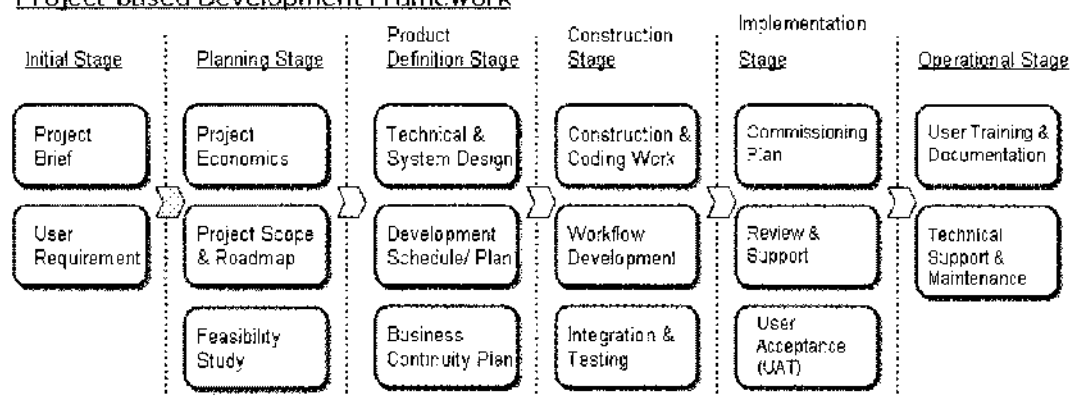 Project-based Development Framework
Initial Stage
Planning Stage
Product
Definition Stage
Construction
Stage
Implementation
Stage
Operational Stage
Project
Brief
User
Requirement
Project
Economics
Project Scope
& Roadmap
Feasibility
Study
Technical &
System Design
Development
Schedule/ Plan
Business
Continuity Plan
Construction &
Coding Work
Workflow
Development
Integration &
Testing
Commissioning
Plan
Review &
Support
User
Acceptance
(UAT)
User Training &
Documentation
Technical
Support &
Maintenance